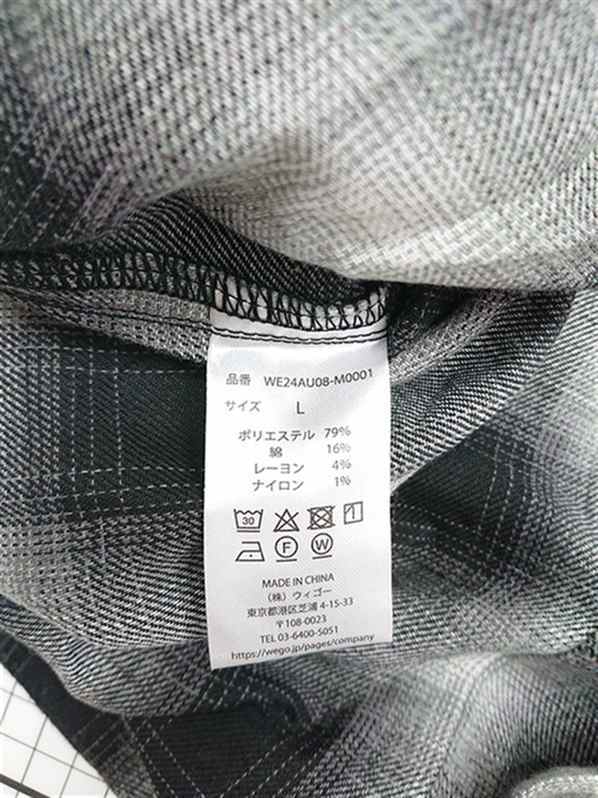 品番 WE24AU08-M0001
サイズ L
ポリエステル 79%
綿 16%
レーヨン 4%
ナイロン 1%
30
F W
MADE IN CHINA
(株)ウィゴー
東京都港区芝浦 4-15-33
〒108-0023
TEL 03-6400-5051
https://wego.jp/pages/company